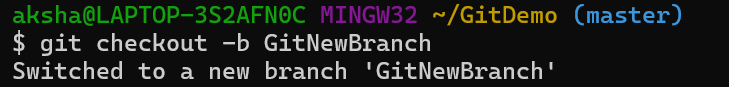 aksha@LAPTOP-3S2AFN0C MINGW32 ~/GitDemo (master)
$ git checkout -b GitNewBranch
Switched to a new branch 'GitNewBranch'